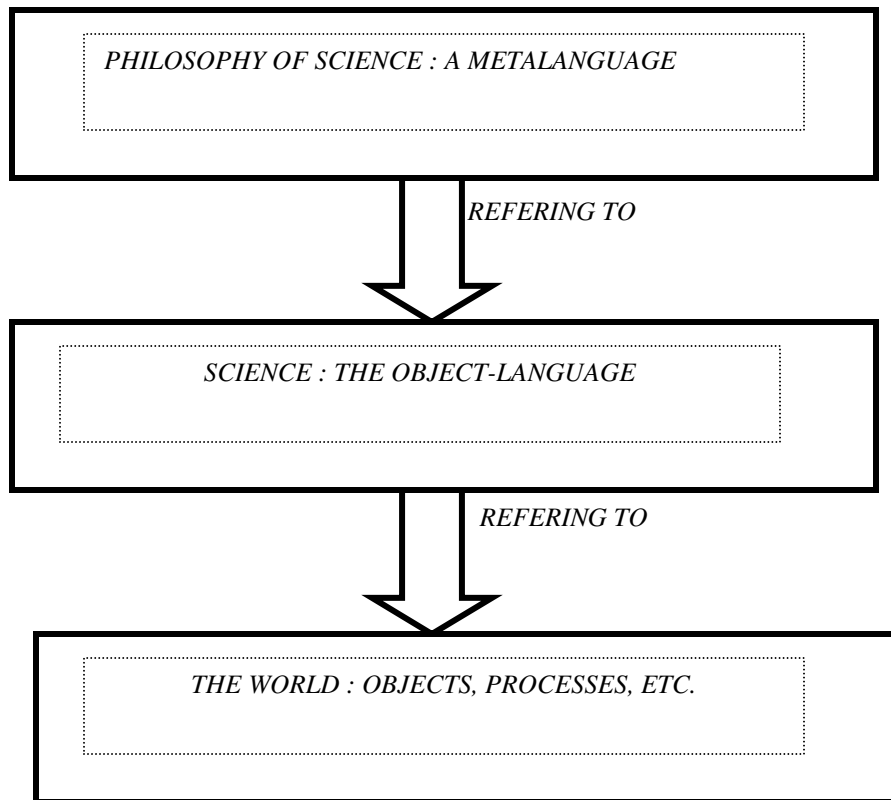 PHILOSOPHY OF SCIENCE : A METALANGUAGE
REFERING TO
SCIENCE : THE OBJECT-LANGUAGE
REFERING TO
THE WORLD : OBJECTS, PROCESSES, ETC.